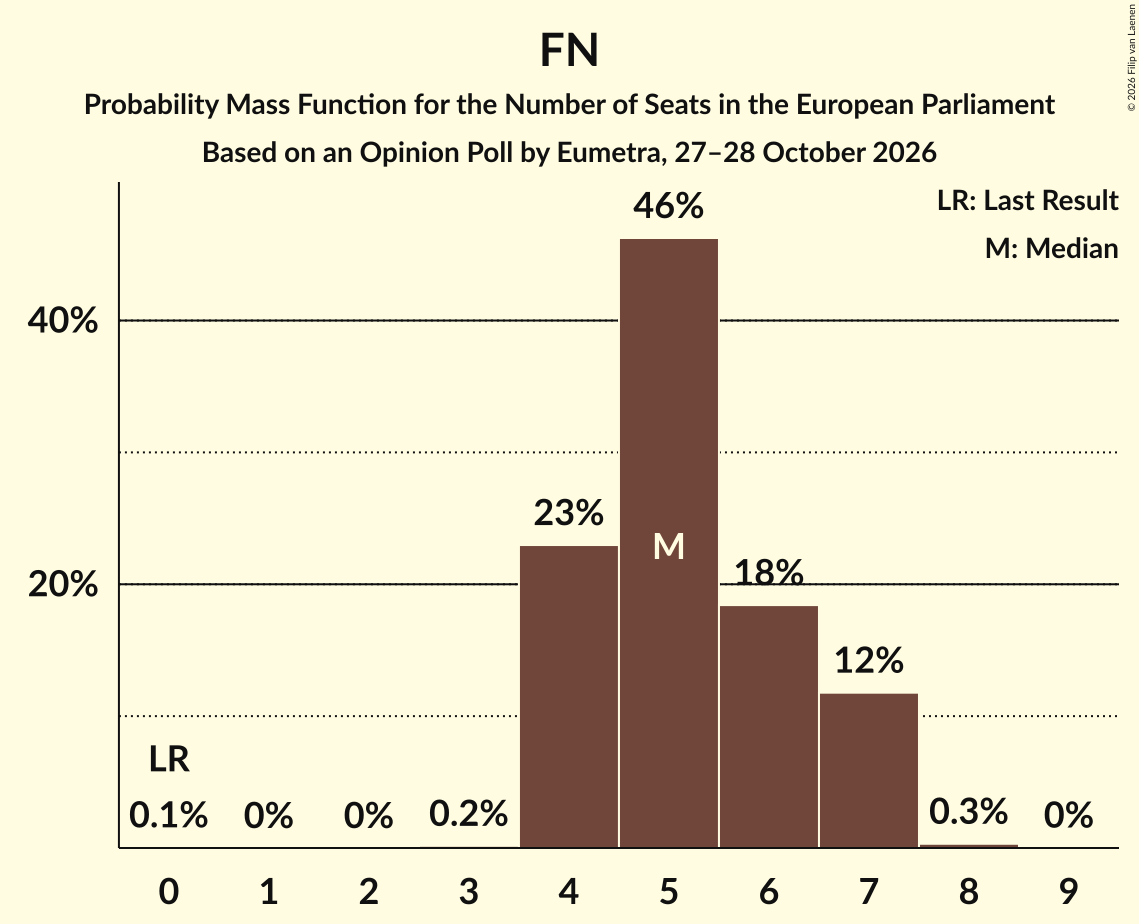 FN
Probability Mass Function for the Number of Seats in the European Parliament
Based on an Opinion Poll by Eumetra, 27–28 October 2026
© 2026 Filip van Laenen
LR: Last Result
M: Median
46%
40%
23%
M
20%
18%
12%
LR
0.1% 0% 0% 0.2% 0.3% 0%
0 1 2 3 4 5 6 7 8 9